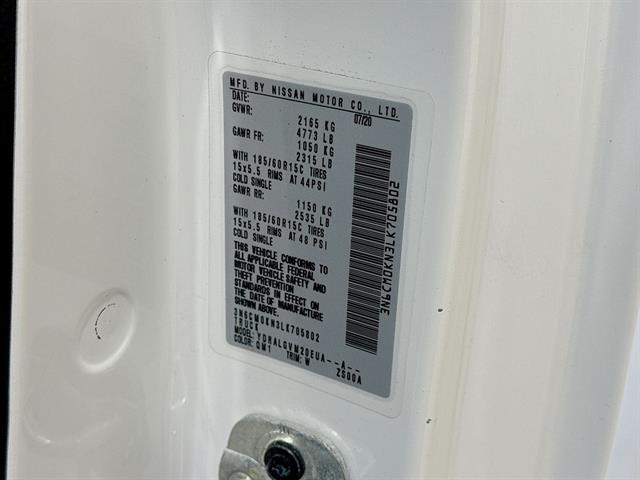 MFD. BY NISSAN MOTOR CO., LTD.
DATE: 07/20
GVWR: 2165 KG
4773 LB
GAWR FR: 1050 KG
2315 LB
WITH 185/60R15C TIRES
15x5.5 RIMS AT 44PSI
COLD SINGLE
GAWR RR: 1150 KG
2535 LB
WITH 185/60R15C TIRES
15x5.5 RIMS AT 48 PSI
COLD SINGLE
THIS VEHICLE CONFORMS TO
ALL APPLICABLE FEDERAL
MOTOR VEHICLE SAFETY AND
THEFT PREVENTION
STANDARDS IN EFFECT ON
THE DATE OF MANUFACTURE
SHOWN ABOVE.
3N6CM0KN3LK705802
TRUCK
MODEL: YDRALGVM20EUA--A--
COLOR: QM1 TRIM: W 2S00A
3N6CM0KN3LK705802